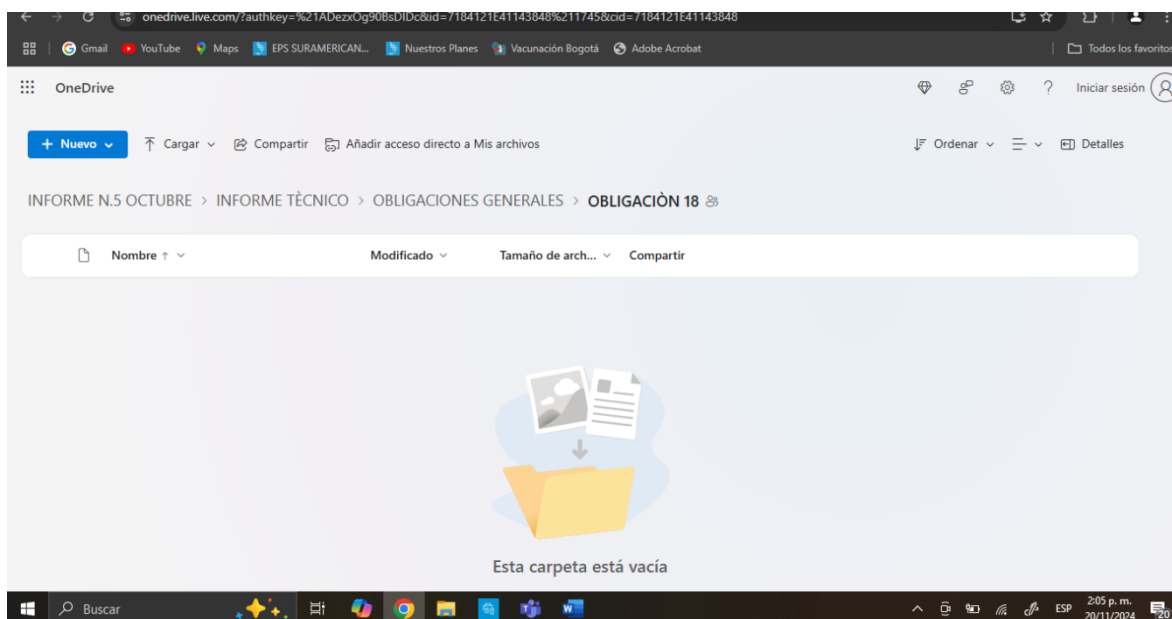 onedrive.live.com/?authkey=%21ADezxOg90BsDIDc&id=7184121E41143848%211745&cid=7184121E41143848
Gmail YouTube Maps EPS SURAMERICAN... Nuestros Planes Vacunación Bogotá Adobe Acrobat Todos los favoritos
OneDrive Iniciar sesión
+ Nuevo Cargar Compartir Añadir acceso directo a Mis archivos Ordenar Detalles
INFORME N.5 OCTUBRE > INFORME TÈCNICO > OBLIGACIONES GENERALES > OBLIGACIÒN 18
Nombre Modificado Tamaño de arch... Compartir
Esta carpeta está vacía
Buscar ESP 2:05 p. m.
20/11/2024 20